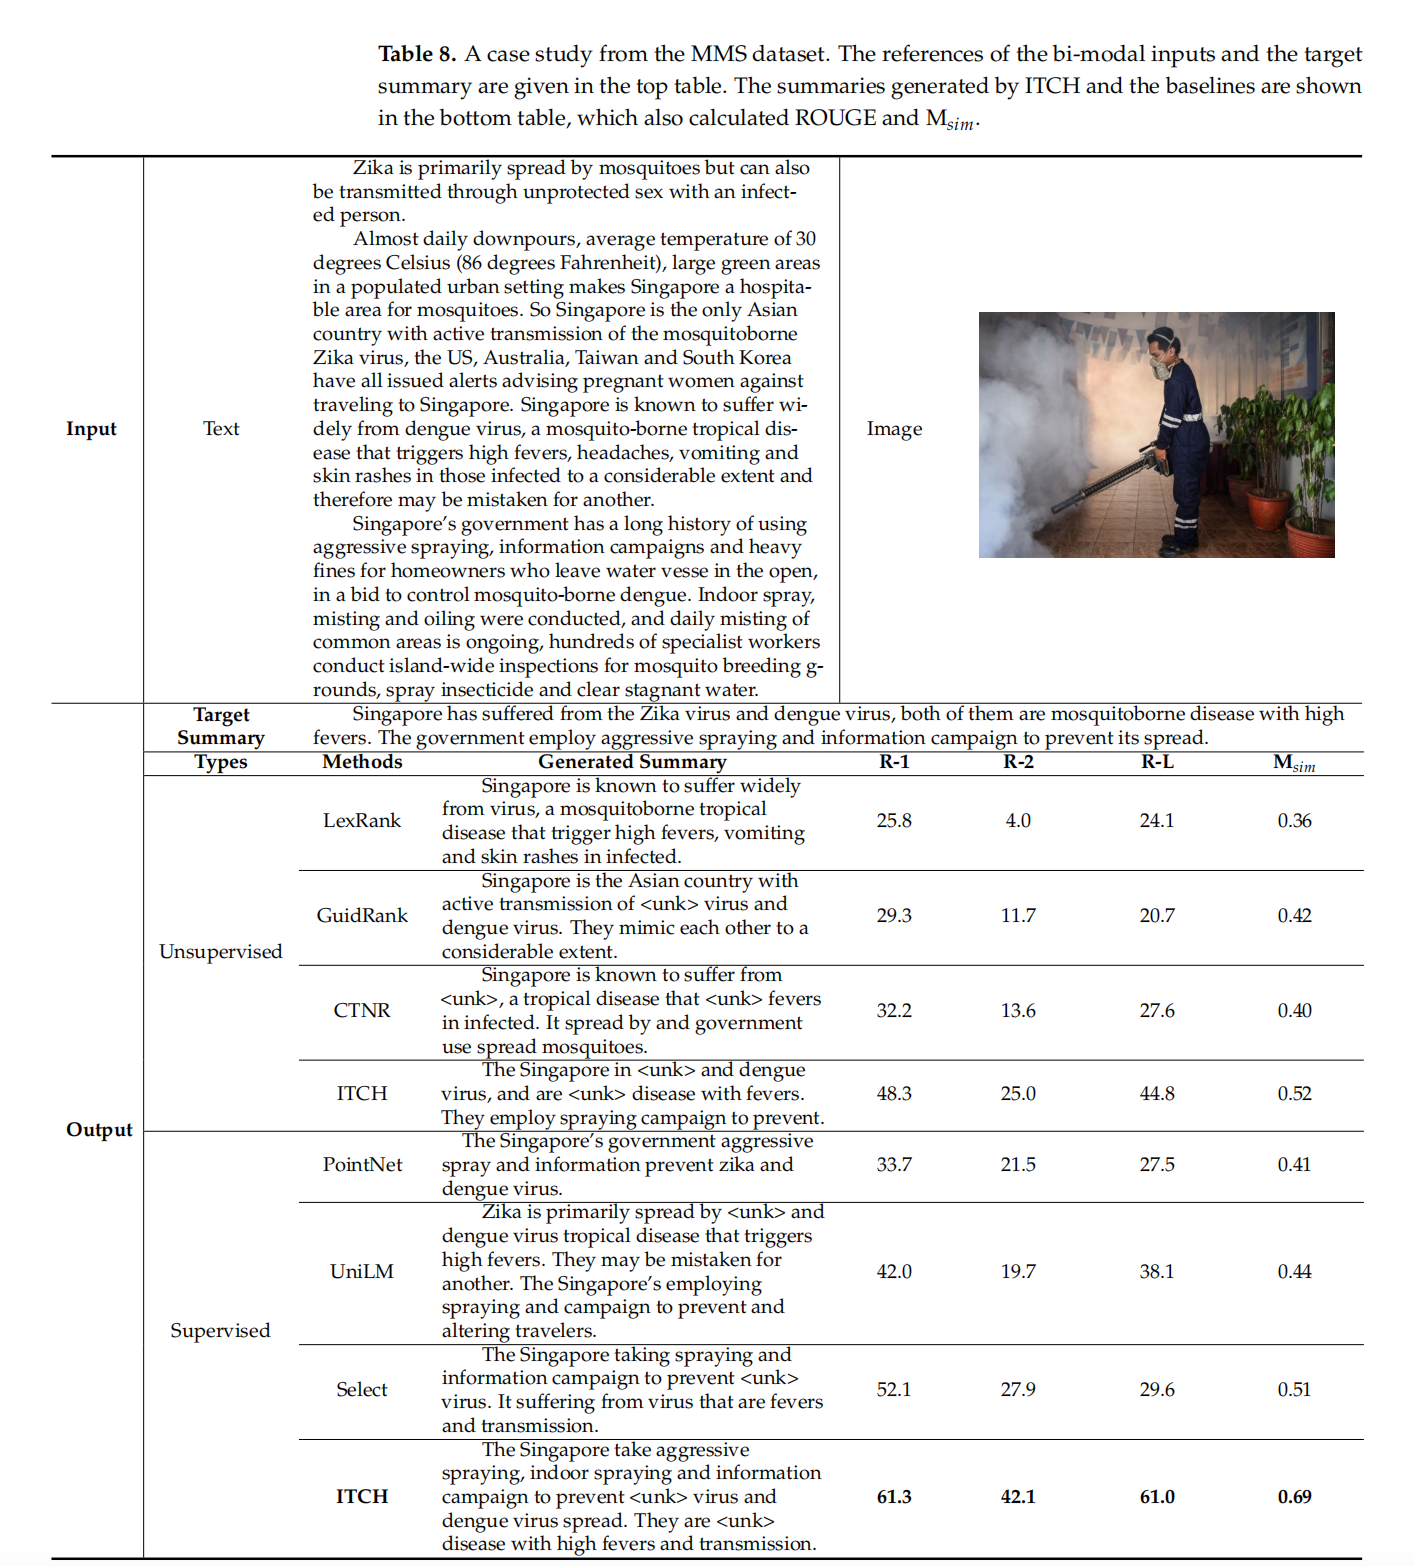 Table 8. A case study from the MMS dataset. The references of the bi-modal inputs and the target
summary are given in the top table. The summaries generated by ITCH and the baselines are shown
in the bottom table, which also calculated ROUGE and Msim.
Input
Text
Zika is primarily spread by mosquitoes but can also
be transmitted through unprotected sex with an infect-
ed person.
Almost daily downpours, average temperature of 30
degrees Celsius (86 degrees Fahrenheit), large green areas
in a populated urban setting makes Singapore a hospita-
ble area for mosquitoes. So Singapore is the only Asian
country with active transmission of the mosquitoborne
Zika virus, the US, Australia, Taiwan and South Korea
have all issued alerts advising pregnant women against
traveling to Singapore. Singapore is known to suffer wi-
dely from dengue virus, a mosquito-borne tropical dis-
ease that triggers high fevers, headaches, vomiting and
skin rashes in those infected to a considerable extent and
therefore may be mistaken for another.
Singapore's government has a long history of using
aggressive spraying, information campaigns and heavy
fines for homeowners who leave water vesse in the open,
in a bid to control mosquito-borne dengue. Indoor spray,
misting and oiling were conducted, and daily misting of
common areas is ongoing, hundreds of specialist workers
conduct island-wide inspections for mosquito breeding g-
rounds, spray insecticide and clear stagnant water.
Image
Output
Target
Summary
Singapore has suffered from the Zika virus and dengue virus, both of them are mosquitoborne disease with high
fevers. The government employ aggressive spraying and information campaign to prevent its spread.
Types Methods Generated Summary R-1 R-2 R-L Msim
Unsupervised
LexRank
Singapore is known to suffer widely
from virus, a mosquitoborne tropical
disease that trigger high fevers, vomiting
and skin rashes in infected.
25.8 4.0 24.1 0.36
GuidRank
Singapore is the Asian country with
active transmission of <unk> virus and
dengue virus. They mimic each other to a
considerable extent.
29.3 11.7 20.7 0.42
CTNR
Singapore is known to suffer from
<unk>, a tropical disease that <unk> fevers
in infected. It spread by and government
use spread mosquitoes.
32.2 13.6 27.6 0.40
ITCH
The Singapore in <unk> and dengue
virus, and are <unk> disease with fevers.
They employ spraying campaign to prevent.
48.3 25.0 44.8 0.52
Supervised
PointNet
The Singapore's government aggressive
spray and information prevent zika and
dengue virus.
33.7 21.5 27.5 0.41
UniLM
Zika is primarily spread by <unk> and
dengue virus tropical disease that triggers
high fevers. They may be mistaken for
another. The Singapore's employing
spraying and campaign to prevent and
altering travelers.
42.0 19.7 38.1 0.44
Select
The Singapore taking spraying and
information campaign to prevent <unk>
virus. It suffering from virus that are fevers
and transmission.
52.1 27.9 29.6 0.51
ITCH
The Singapore take aggressive
spraying, indoor spraying and information
campaign to prevent <unk> virus and
dengue virus spread. They are <unk>
disease with high fevers and transmission.
61.3 42.1 61.0 0.69